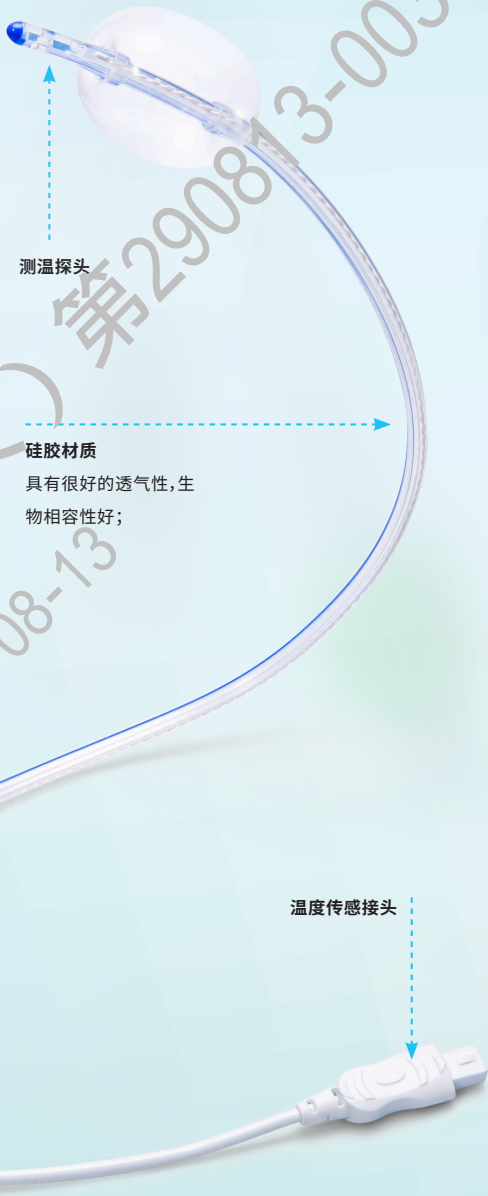 测温探头
硅胶材质
具有很好的透气性，生
物相容性好；
温度传感接头
第290813-005
08-13